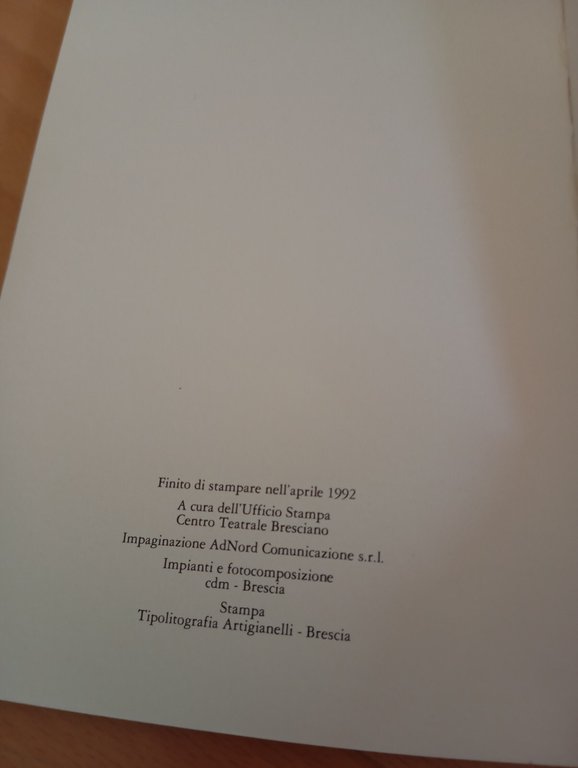 Finito di stampare nell'aprile 1992
A cura dell'Ufficio Stampa
Centro Teatrale Bresciano
Impaginazione AdNord Comunicazione s.r.l.
Impianti e fotocomposizione
cdm - Brescia
Stampa
Tipolitografia Artigianelli - Brescia